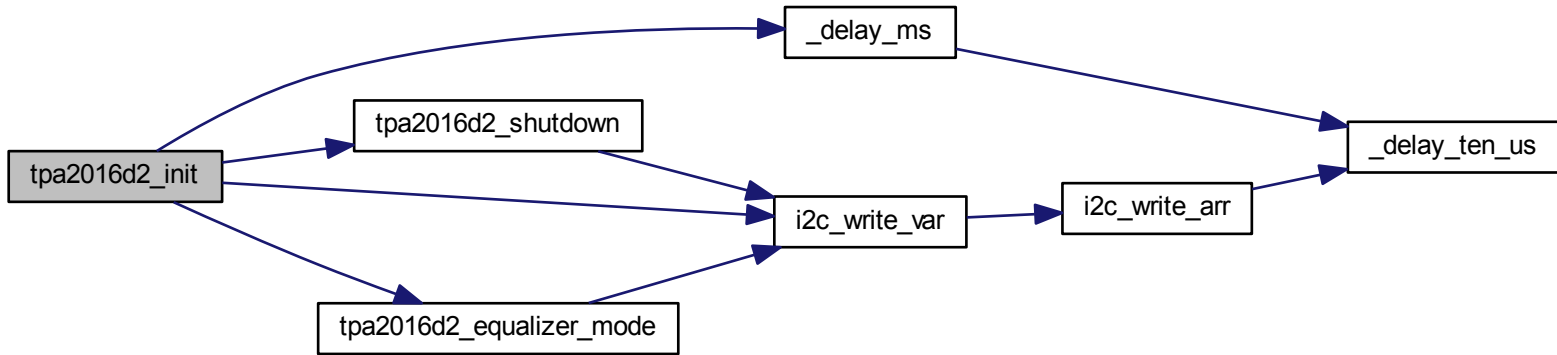 _delay_ms
tpa2016d2_shutdown
_delay_ten_us
tpa2016d2_init
i2c_write_arr
i2c_write_var
tpa2016d2_equalizer_mode